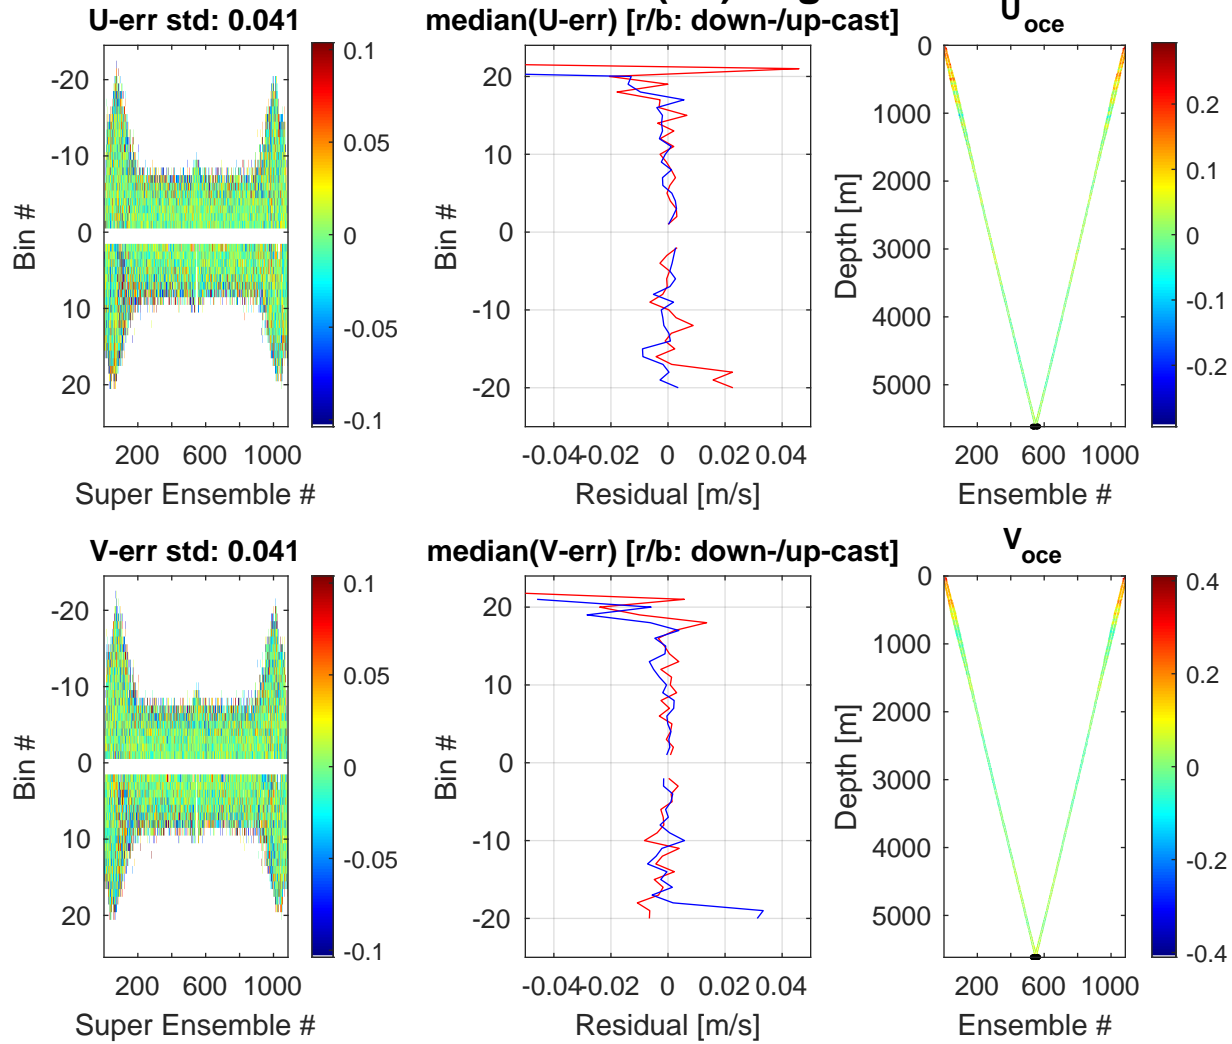 U-err std: 0.041
median(U-err) [r/b: down-/up-cast]
U_oce
-20
-10
0
10
20
Bin #
200 600 1000
Super Ensemble #
0.1
0.05
0
-0.05
-0.1
20
10
0
-10
-20
Bin #
-0.04 -0.02 0 0.02 0.04
Residual [m/s]
0
1000
2000
3000
4000
5000
Depth [m]
200 600 1000
Ensemble #
0.2
0.1
0
-0.1
-0.2
V-err std: 0.041
median(V-err) [r/b: down-/up-cast]
V_oce
-20
-10
0
10
20
Bin #
200 600 1000
Super Ensemble #
0.1
0.05
0
-0.05
-0.1
20
10
0
-10
-20
Bin #
-0.04 -0.02 0 0.02 0.04
Residual [m/s]
0
1000
2000
3000
4000
5000
Depth [m]
200 600 1000
Ensemble #
0.4
0.2
0
-0.2
-0.4